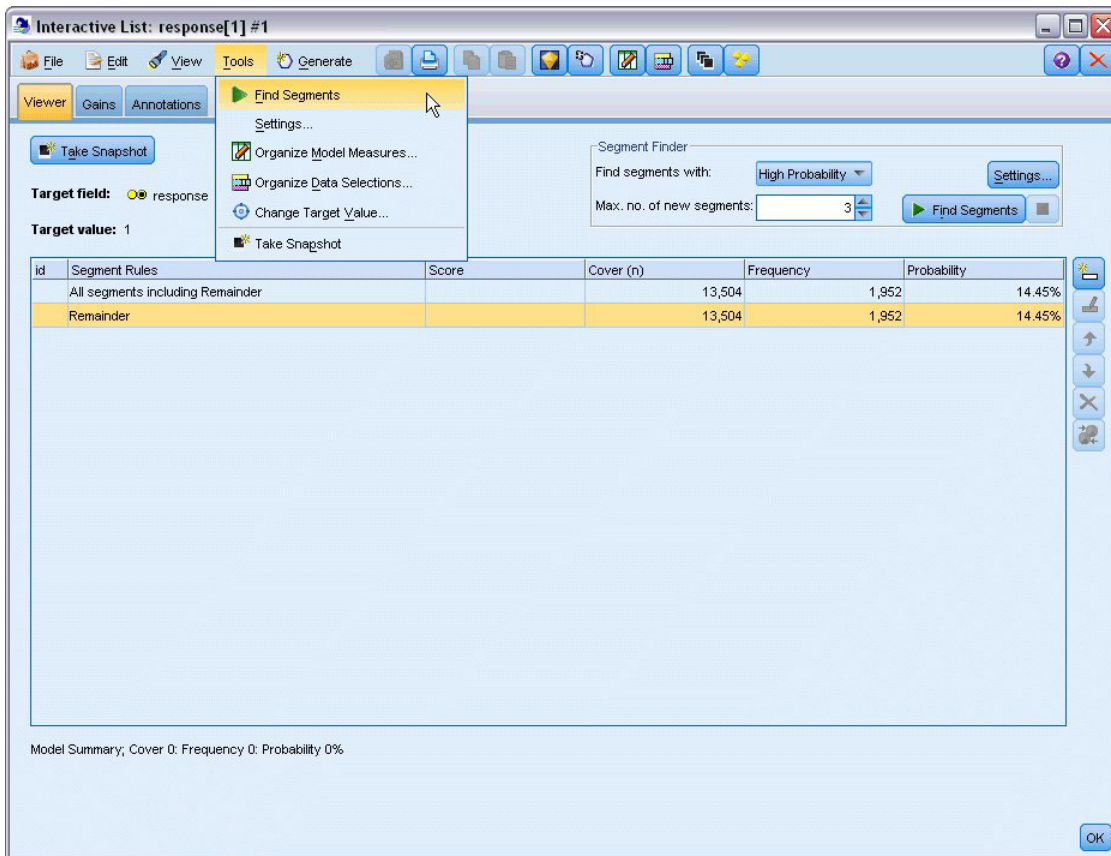 Interactive List: response[1] #1
File Edit View Tools Generate
Viewer Gains Annotations
Find Segments
Settings...
Organize Model Measures...
Organize Data Selections...
Change Target Value...
Take Snapshot
Take Snapshot
Target field: response
Target value: 1
Segment Finder
Find segments with: High Probability Settings...
Max. no. of new segments: 3 Find Segments
id Segment Rules Score Cover (n) Frequency Probability
All segments including Remainder 13,504 1,952 14.45%
Remainder 13,504 1,952 14.45%
Model Summary; Cover 0: Frequency 0: Probability 0%
OK